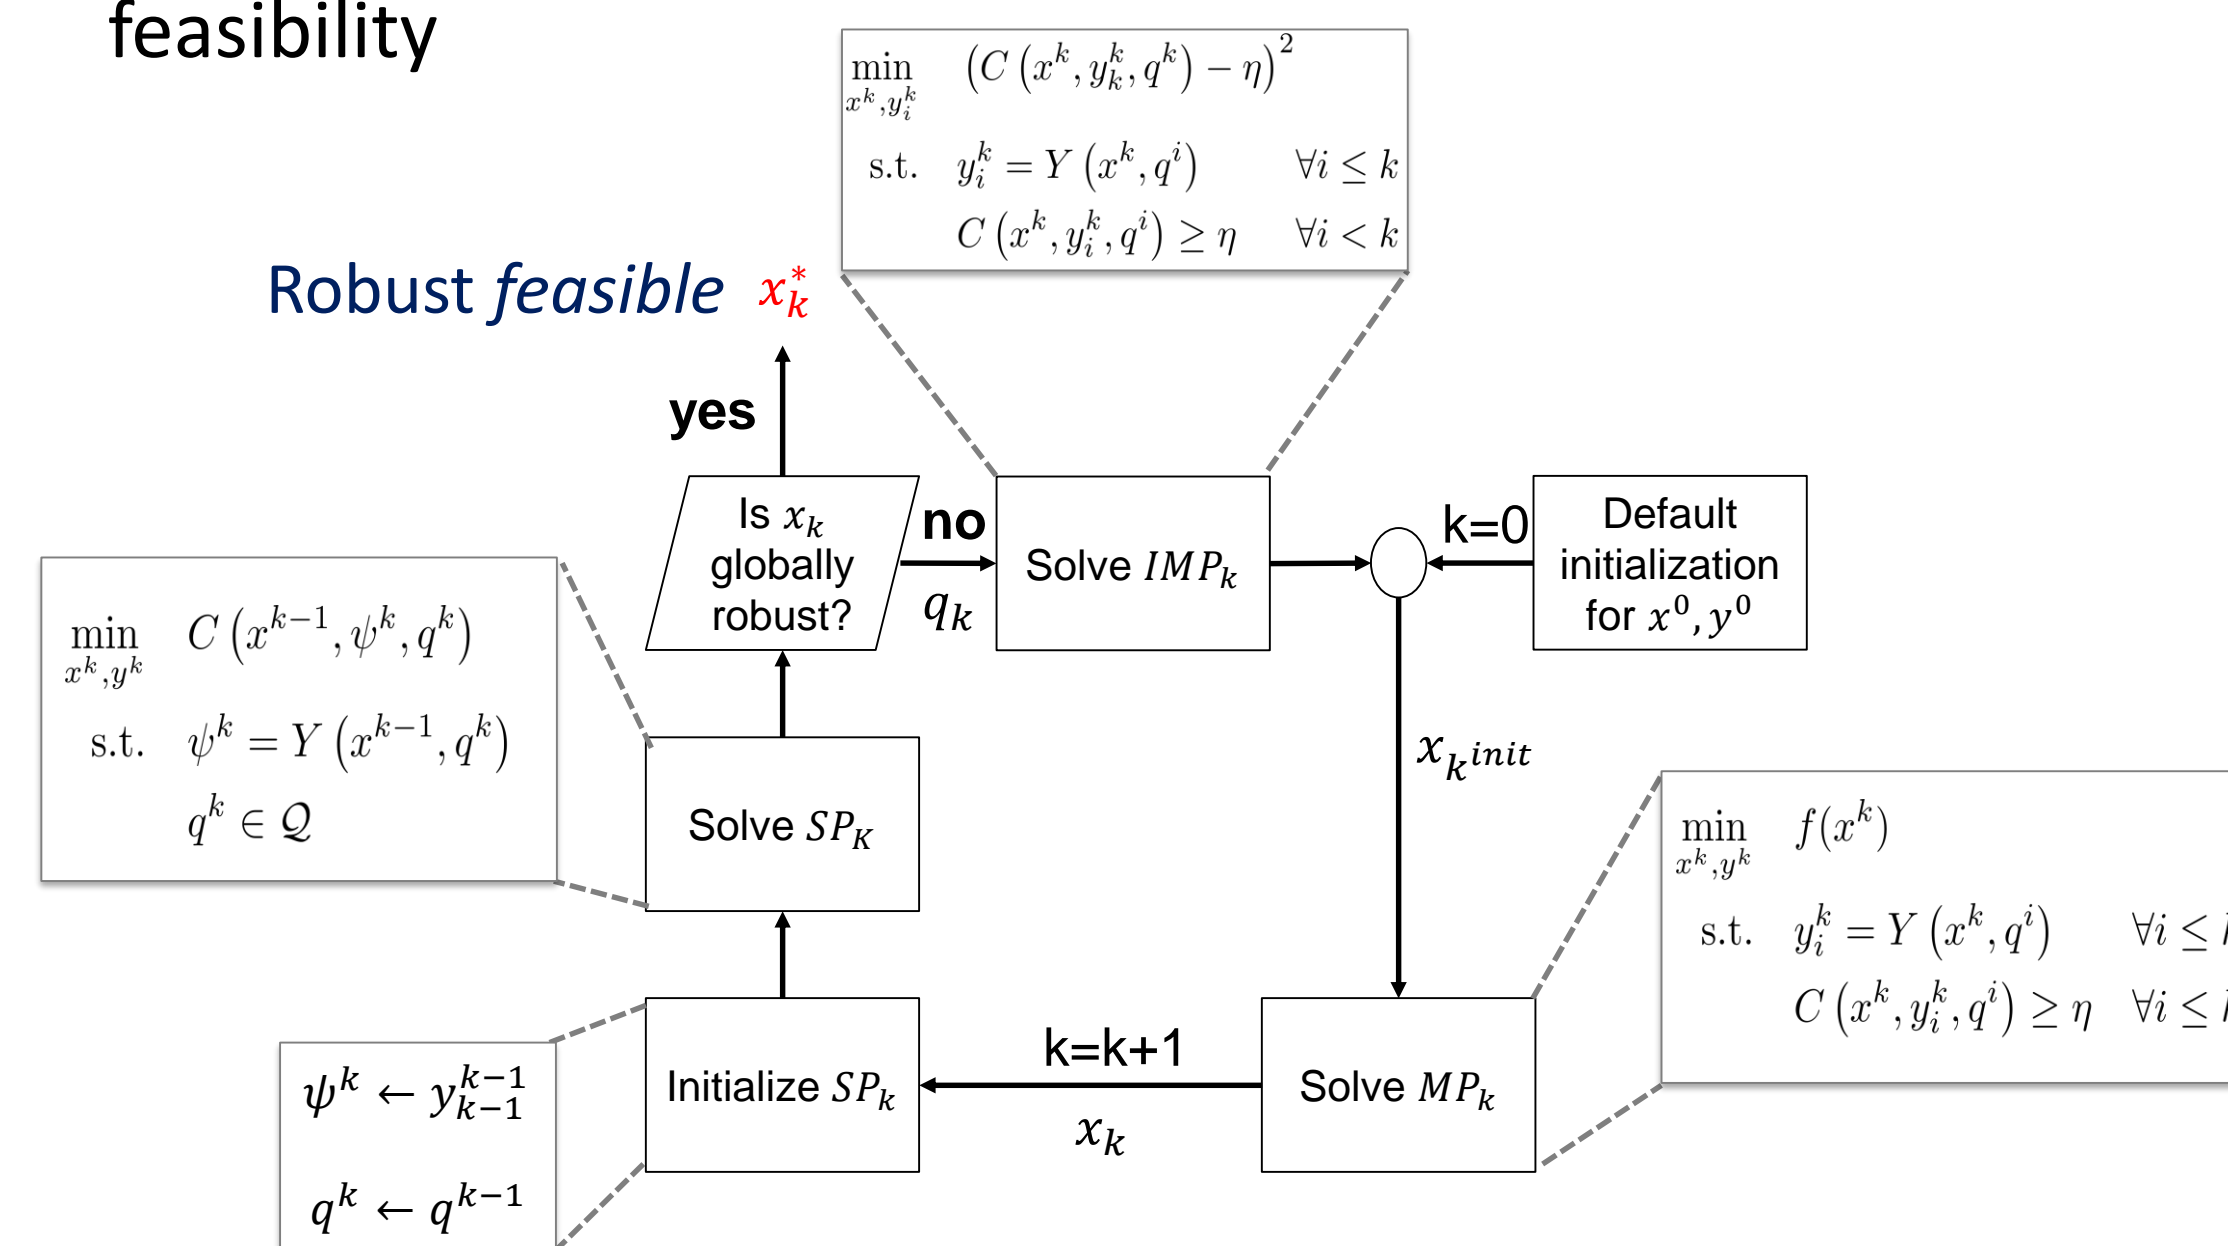 feasibility
min (C (x^k, y_k^k, q^k) − η)^2
x^k, y_i^k
s.t. y_i^k = Y (x^k, q^i) ∀i ≤ k
C (x^k, y_i^k, q^i) ≥ η ∀i < k
Robust feasible x_k^*
yes
Is x_k
globally
robust?
no
q_k
Solve IMP_k
k=0
Default
initialization
for x^0, y^0
min C (x^{k−1}, ψ^k, q^k)
x^k, y^k
s.t. ψ^k = Y (x^{k−1}, q^k)
q^k ∈ 𝒬
Solve SP_K
x_{k^{init}}
min f(x^k)
x^k, y^k
s.t. y_i^k = Y (x^k, q^i) ∀i ≤
C (x^k, y_i^k, q^i) ≥ η ∀i ≤
ψ^k ← y_{k−1}^{k−1}
q^k ← q^{k−1}
Initialize SP_k
k=k+1
x_k
Solve MP_k